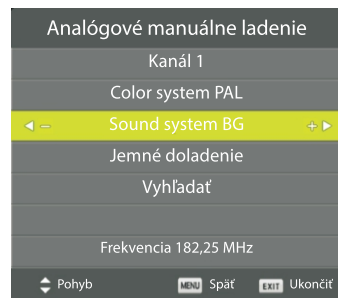 Analógové manuálne ladenie
Kanál 1
Color system PAL
Sound system BG
Jemné doladenie
Vyhľadať
Frekvencia 182,25 MHz
Pohyb MENU Späť EXIT Ukončiť